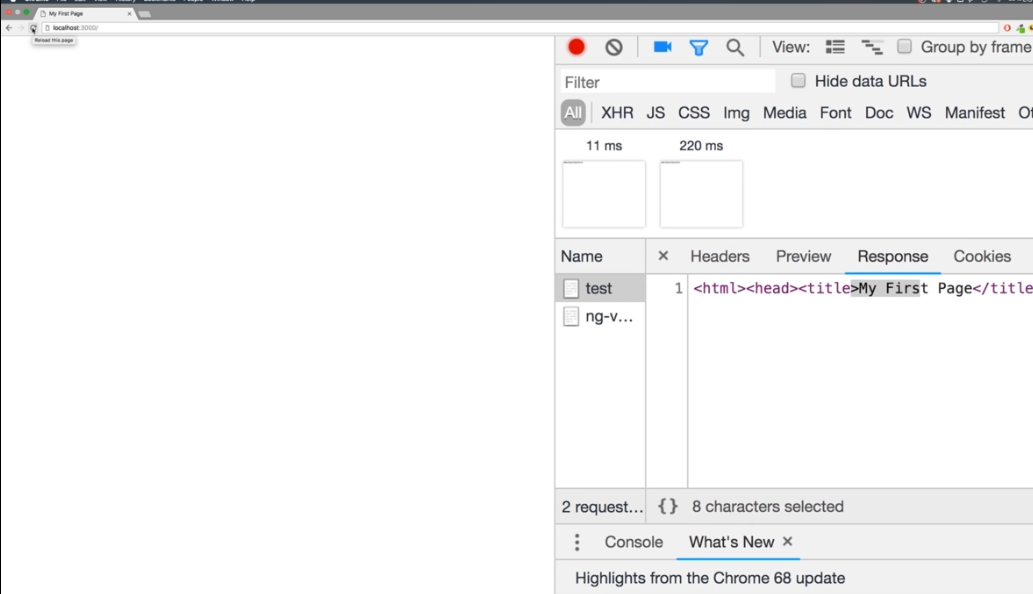 My First Page
localhost:3000/
Reload this page
View:
Group by frame
Filter
Hide data URLs
All XHR JS CSS Img Media Font Doc WS Manifest
11 ms 220 ms
Name × Headers Preview Response Cookies
test
1 <html><head><title>My First Page</title
ng-v...
2 request... {} 8 characters selected
Console What's New ×
Highlights from the Chrome 68 update